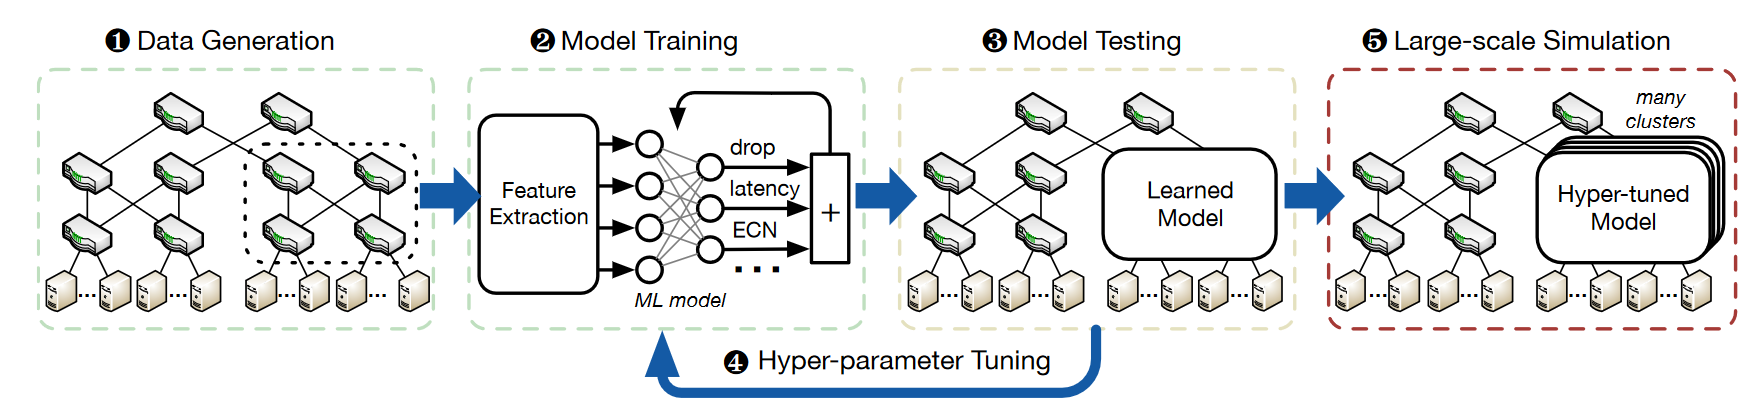 ❶ Data Generation
❷ Model Training
Feature
Extraction
drop
latency
ECN
...
+
ML model
❸ Model Testing
Learned
Model
❹ Hyper-parameter Tuning
❺ Large-scale Simulation
many
clusters
Hyper-tuned
Model
... ... ... ...
... ... ... ...
... ... ... ...